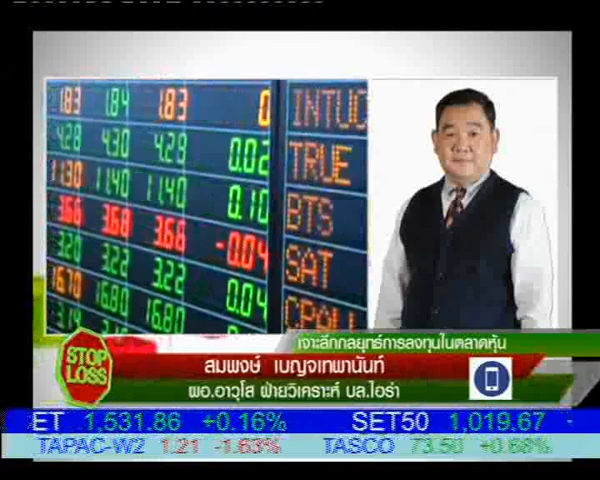 1.83 1.84 1.83 0 INTUC
4.28 4.30 4.29 0.02 TRUE
11.30 11.40 11.40 0.10 BTS
3.66 3.68 3.66 -0.04 SAT
3.20 3.22 3.22 0.04 CPALL
16.70 16.80 16.80 0.04
3.14
STOP LOSS
เจาะลึกกลยุทธ์การลงทุนในตลาดหุ้น
สมพงษ์ เบญจเทพานันท์
ผอ.อาวุโส ฝ่ายวิเคราะห์ บล.ไอร่า
ET 1,531.86 +0.16% SET50 1,019.67 -
TAPAC-W2 1.21 -1.63% TASCO 73.50 +0.68%